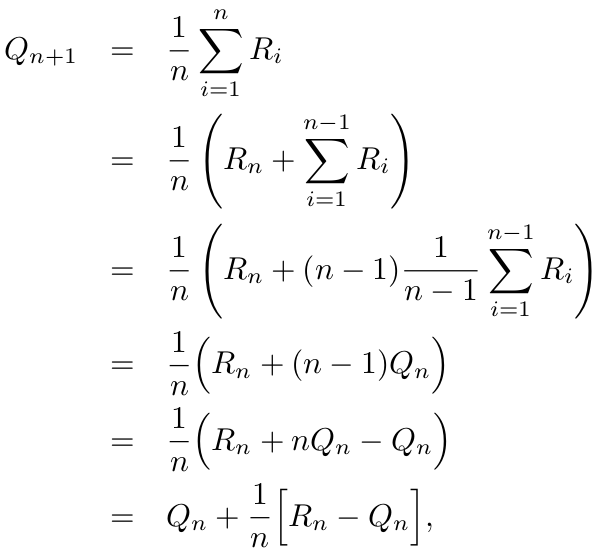 $Q_{n+1} = \frac{1}{n} \sum_{i=1}^{n} R_i$
$= \frac{1}{n} \left( R_n + \sum_{i=1}^{n-1} R_i \right)$
$= \frac{1}{n} \left( R_n + (n-1) \frac{1}{n-1} \sum_{i=1}^{n-1} R_i \right)$
$= \frac{1}{n} \Big( R_n + (n-1) Q_n \Big)$
$= \frac{1}{n} \Big( R_n + n Q_n - Q_n \Big)$
$= Q_n + \frac{1}{n} \Big[ R_n - Q_n \Big],$